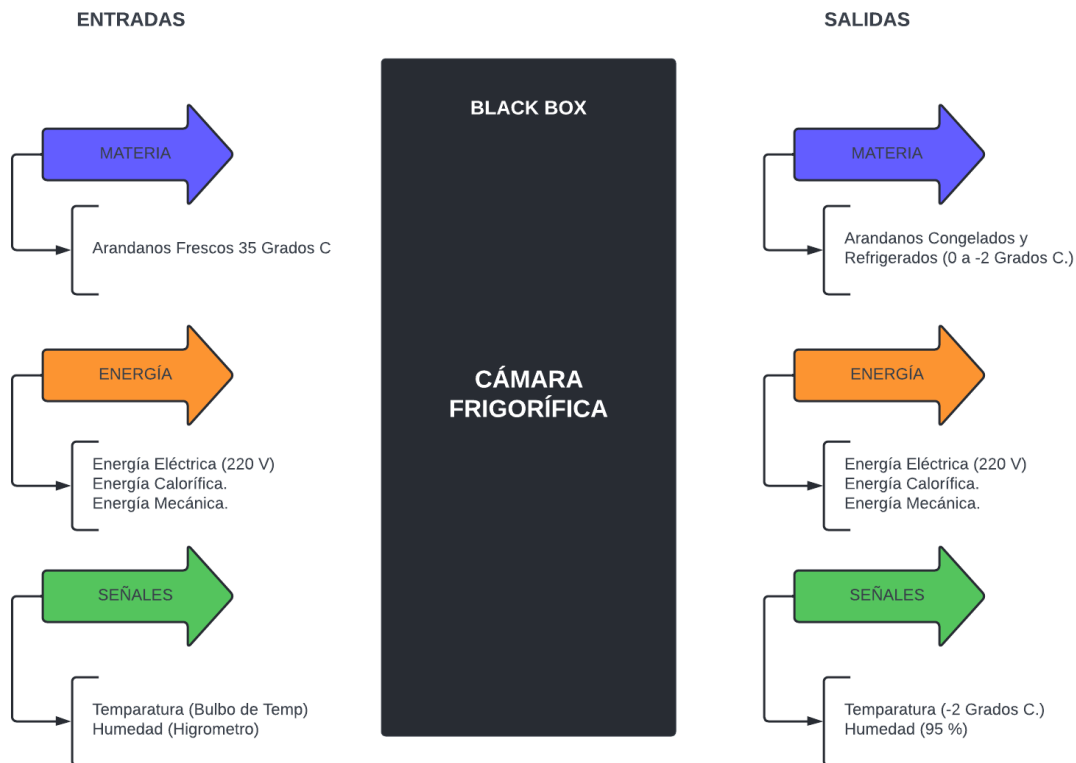 ENTRADAS
SALIDAS
BLACK BOX
MATERIA
MATERIA
Arandanos Frescos 35 Grados C
Arandanos Congelados y
Refrigerados (0 a -2 Grados C.)
ENERGÍA
CÁMARA
FRIGORÍFICA
ENERGÍA
Energía Eléctrica (220 V)
Energía Calorífica.
Energía Mecánica.
Energía Eléctrica (220 V)
Energía Calorífica.
Energía Mecánica.
SEÑALES
SEÑALES
Temparatura (Bulbo de Temp)
Humedad (Higrometro)
Temparatura (-2 Grados C.)
Humedad (95 %)